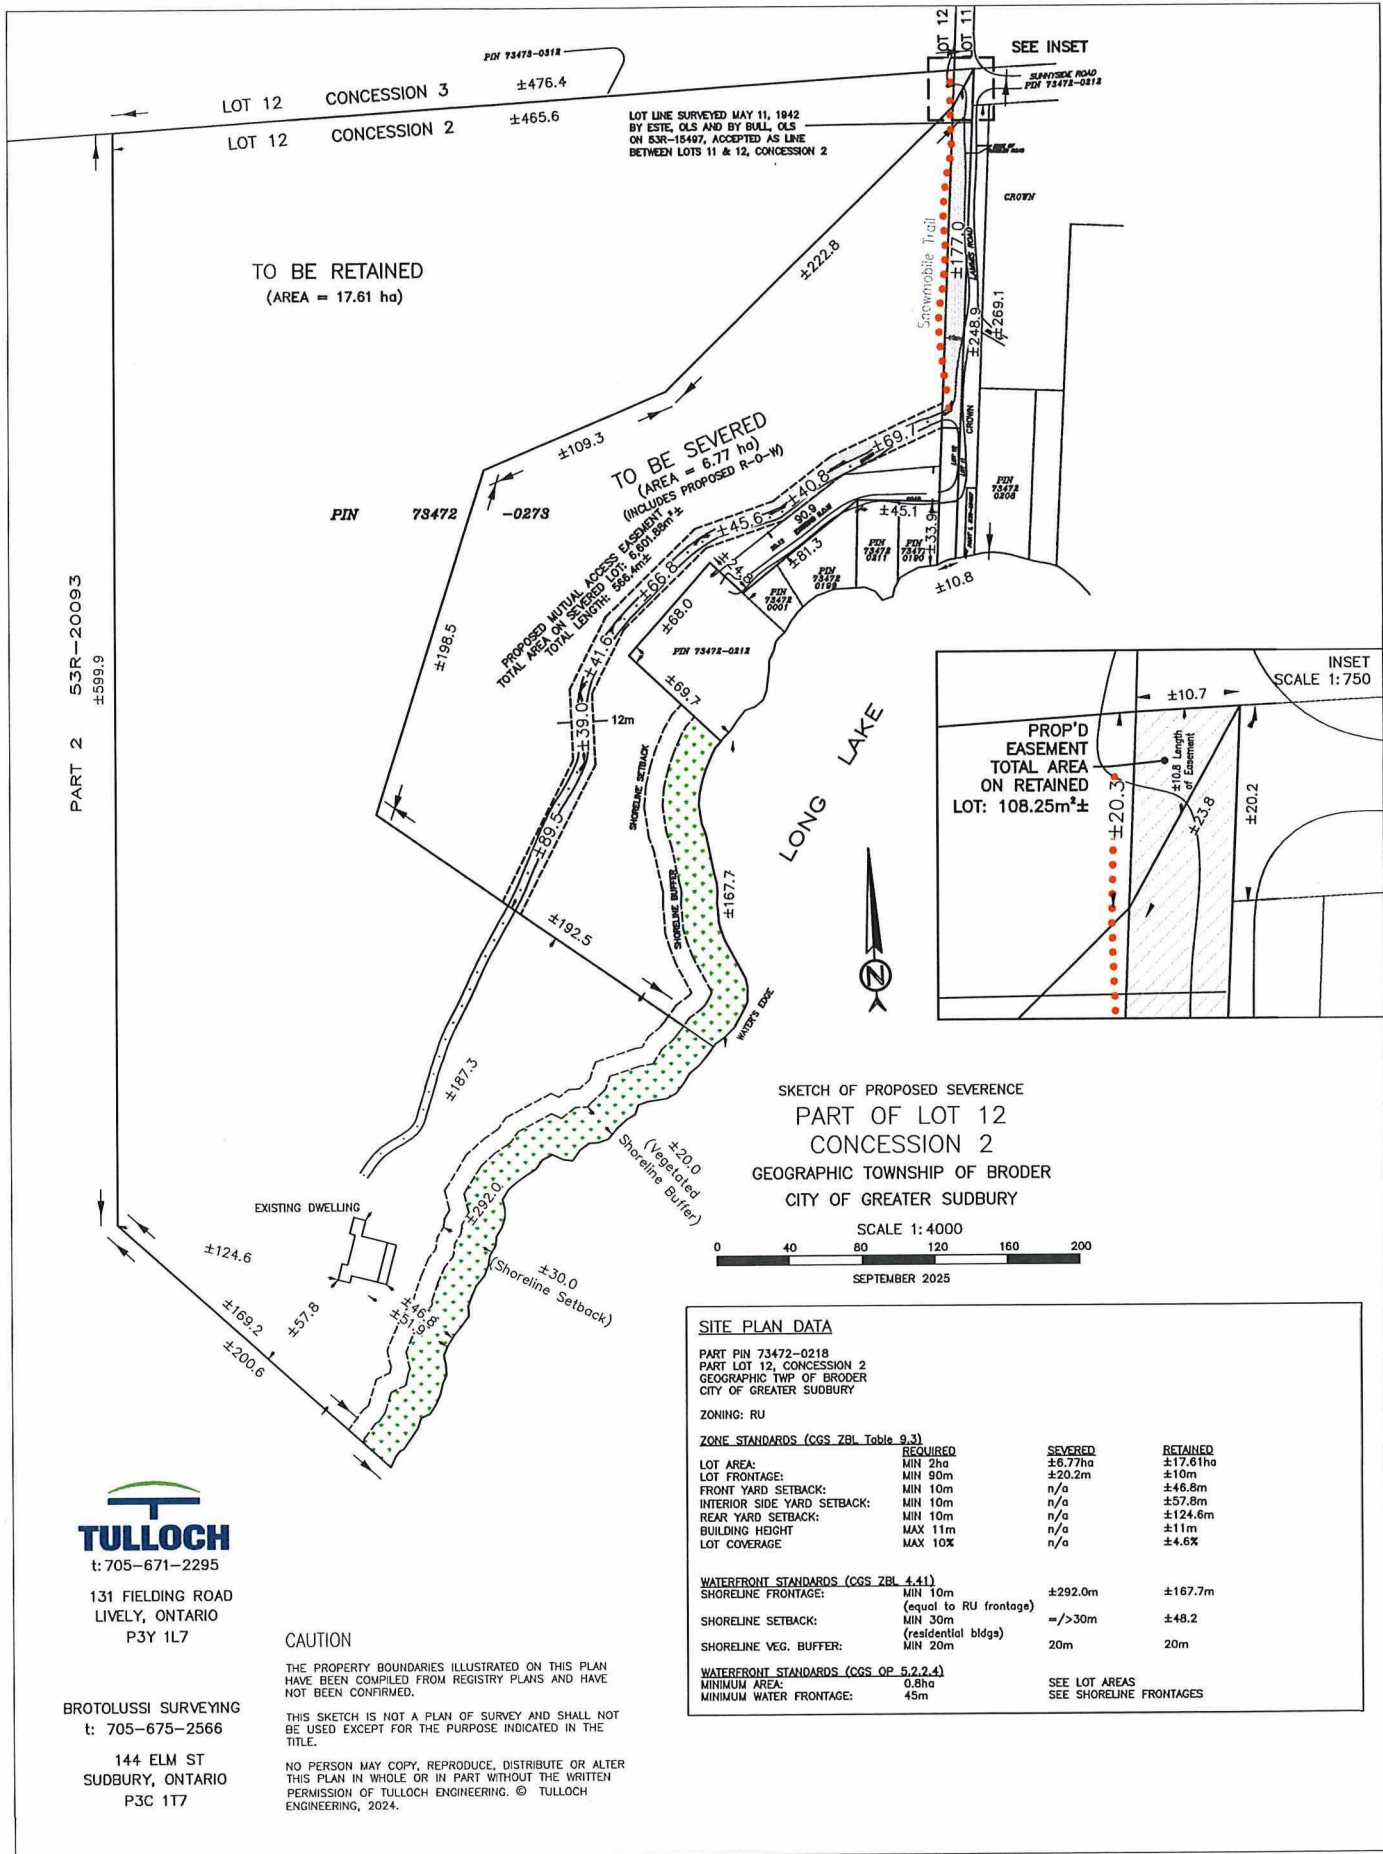 PIN 73473-0312
LOT 12 CONCESSION 3 ±476.4
LOT 12 CONCESSION 2 ±465.6
LOT LINE SURVEYED MAY 11, 1942
BY ESTE, OLS AND BY BULL, OLS
ON 53R-15497, ACCEPTED AS LINE
BETWEEN LOTS 11 & 12, CONCESSION 2
LOT 12
LOT 11
SEE INSET
SUNNYSIDE ROAD
PIN 73472-0212
CROWN
Snowmobile Trail
±177.0
±248.9
±269.1
±222.8
TO BE RETAINED
(AREA = 17.61 ha)
±109.3
TO BE SEVERED
(AREA = 6.77 ha)
(INCLUDES PROPOSED R-O-W)
PIN 73472 -0273
PROPOSED MUTUAL ACCESS EASEMENT
TOTAL AREA ON SEVERED LOT: 6,601.88m²±
TOTAL LENGTH: 566.4m±
±69.7
±40.8
±45.6
±66.8
±41.6
±39.0
12m
±89.5
90.9
±81.3
±45.1
±33.9
±10.8
CROWN
LOT 12
LOT 11
PIN
73472
0208
PIN
73472
0211
PIN
73472
0199
PIN
73472
0001
±68.0
PIN 73472-0212
±69.7
PART 2 53R-20093
±599.9
±198.5
SHORELINE SETBACK
SHORELINE BUFFER
±167.7
LONG LAKE
N
±192.5
WATER'S EDGE
±187.3
INSET
SCALE 1:750
±10.7
PROP'D
EASEMENT
TOTAL AREA
ON RETAINED
LOT: 108.25m²±
±10.8 Length
of Easement
±20.3
±23.8
±20.2
SKETCH OF PROPOSED SEVERENCE
PART OF LOT 12
CONCESSION 2
GEOGRAPHIC TOWNSHIP OF BRODER
CITY OF GREATER SUDBURY
SCALE 1:4000
0 40 80 120 160 200
SEPTEMBER 2025
±20.0
(Vegetated
Shoreline Buffer)
±292.0
±30.0
(Shoreline Setback)
EXISTING DWELLING
±124.6
±57.8
±46.8
±169.2
±200.6
SITE PLAN DATA
PART PIN 73472-0218
PART LOT 12, CONCESSION 2
GEOGRAPHIC TWP OF BRODER
CITY OF GREATER SUDBURY
ZONING: RU
ZONE STANDARDS (CGS ZBL Table 9.3)
REQUIRED SEVERED RETAINED
LOT AREA: MIN 2ha ±6.77ha ±17.61ha
LOT FRONTAGE: MIN 90m ±20.2m ±10m
FRONT YARD SETBACK: MIN 10m n/a ±46.8m
INTERIOR SIDE YARD SETBACK: MIN 10m n/a ±57.8m
REAR YARD SETBACK: MIN 10m n/a ±124.6m
BUILDING HEIGHT MAX 11m n/a ±11m
LOT COVERAGE MAX 10% n/a ±4.6%
WATERFRONT STANDARDS (CGS ZBL 4.41)
SHORELINE FRONTAGE: MIN 10m ±292.0m ±167.7m
(equal to RU frontage)
SHORELINE SETBACK: MIN 30m =/>30m ±48.2
(residential bldgs)
SHORELINE VEG. BUFFER: MIN 20m 20m 20m
WATERFRONT STANDARDS (CGS OP 5.2.2.4)
MINIMUM AREA: 0.8ha SEE LOT AREAS
MINIMUM WATER FRONTAGE: 45m SEE SHORELINE FRONTAGES
TULLOCH
t: 705-671-2295
131 FIELDING ROAD
LIVELY, ONTARIO
P3Y 1L7
BROTOLUSSI SURVEYING
t: 705-675-2566
144 ELM ST
SUDBURY, ONTARIO
P3C 1T7
CAUTION
THE PROPERTY BOUNDARIES ILLUSTRATED ON THIS PLAN
HAVE BEEN COMPILED FROM REGISTRY PLANS AND HAVE
NOT BEEN CONFIRMED.
THIS SKETCH IS NOT A PLAN OF SURVEY AND SHALL NOT
BE USED EXCEPT FOR THE PURPOSE INDICATED IN THE
TITLE.
NO PERSON MAY COPY, REPRODUCE, DISTRIBUTE OR ALTER
THIS PLAN IN WHOLE OR IN PART WITHOUT THE WRITTEN
PERMISSION OF TULLOCH ENGINEERING. © TULLOCH
ENGINEERING, 2024.